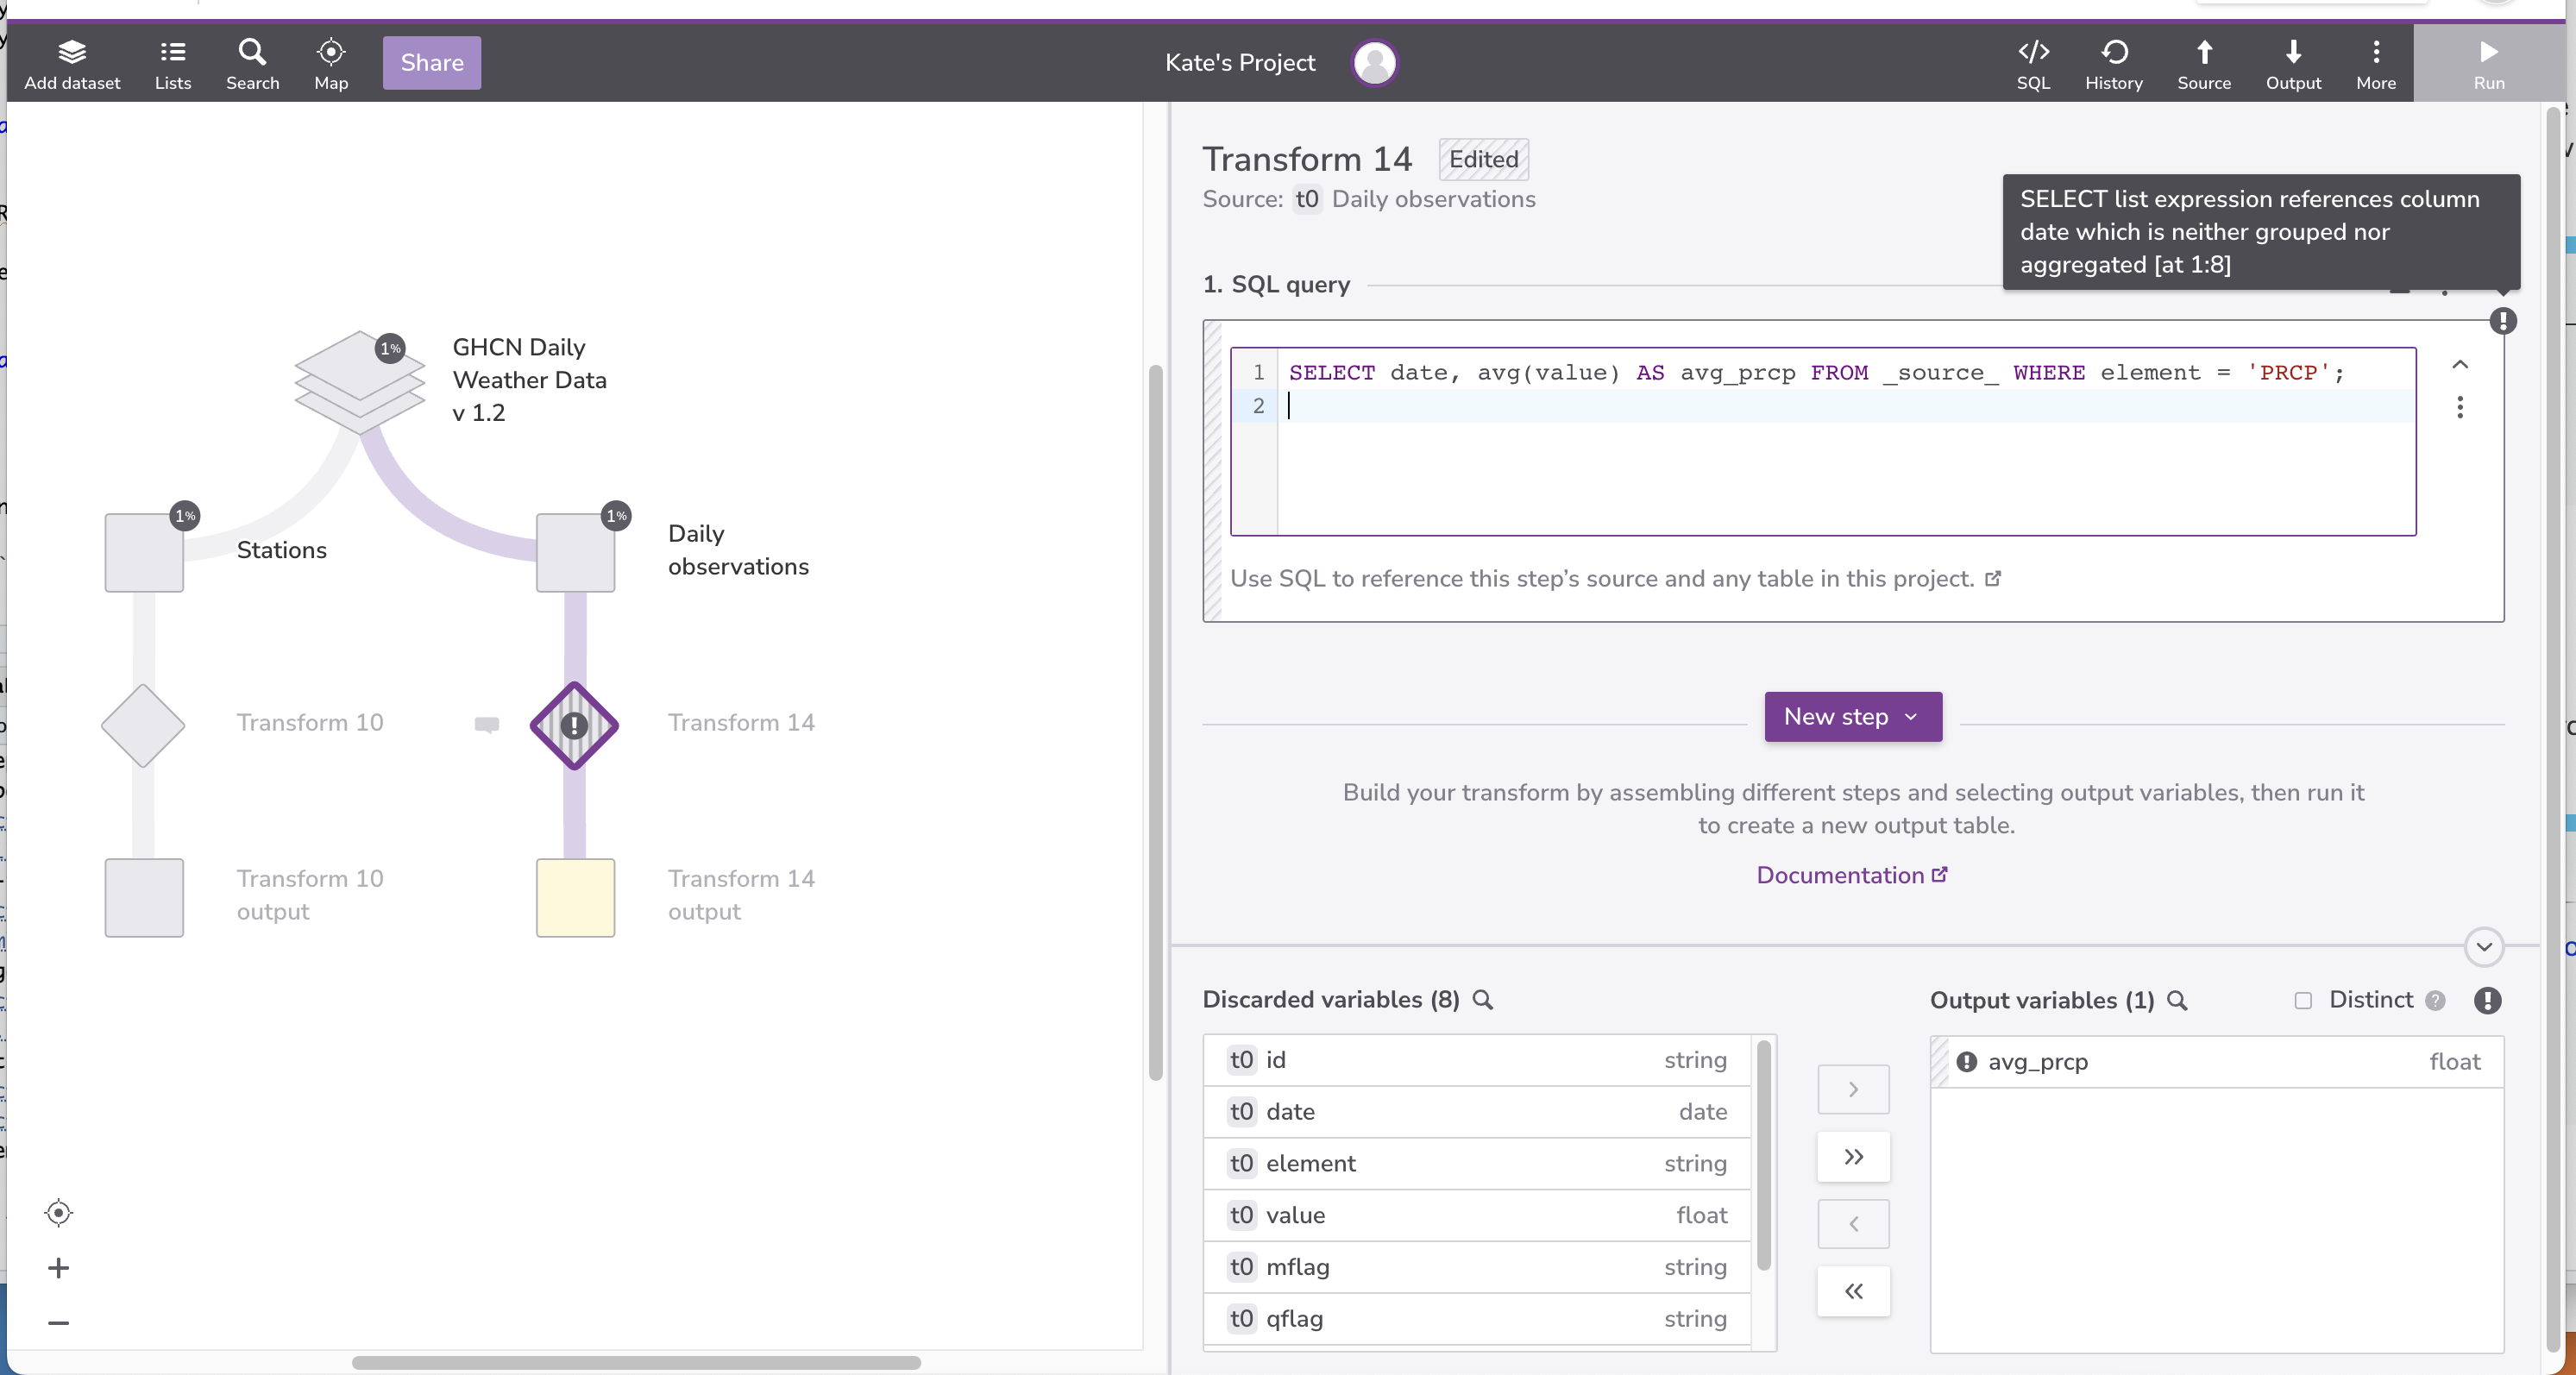 Add dataset
Lists
Search
Map
Share
Kate's Project
SQL
History
Source
Output
More
Run
GHCN Daily
Weather Data
v 1.2
1%
Stations
1%
Daily
observations
1%
Transform 10
Transform 14
Transform 10
output
Transform 14
output
Transform 14
Edited
Source: t0 Daily observations
SELECT list expression references column
date which is neither grouped nor
aggregated [at 1:8]
1. SQL query
1 SELECT date, avg(value) AS avg_prcp FROM _source_ WHERE element = 'PRCP';
2
Use SQL to reference this step’s source and any table in this project.
New step
Build your transform by assembling different steps and selecting output variables, then run it
to create a new output table.
Documentation
Discarded variables (8)
t0 id string
t0 date date
t0 element string
t0 value float
t0 mflag string
t0 qflag string
Output variables (1)
Distinct
avg_prcp float